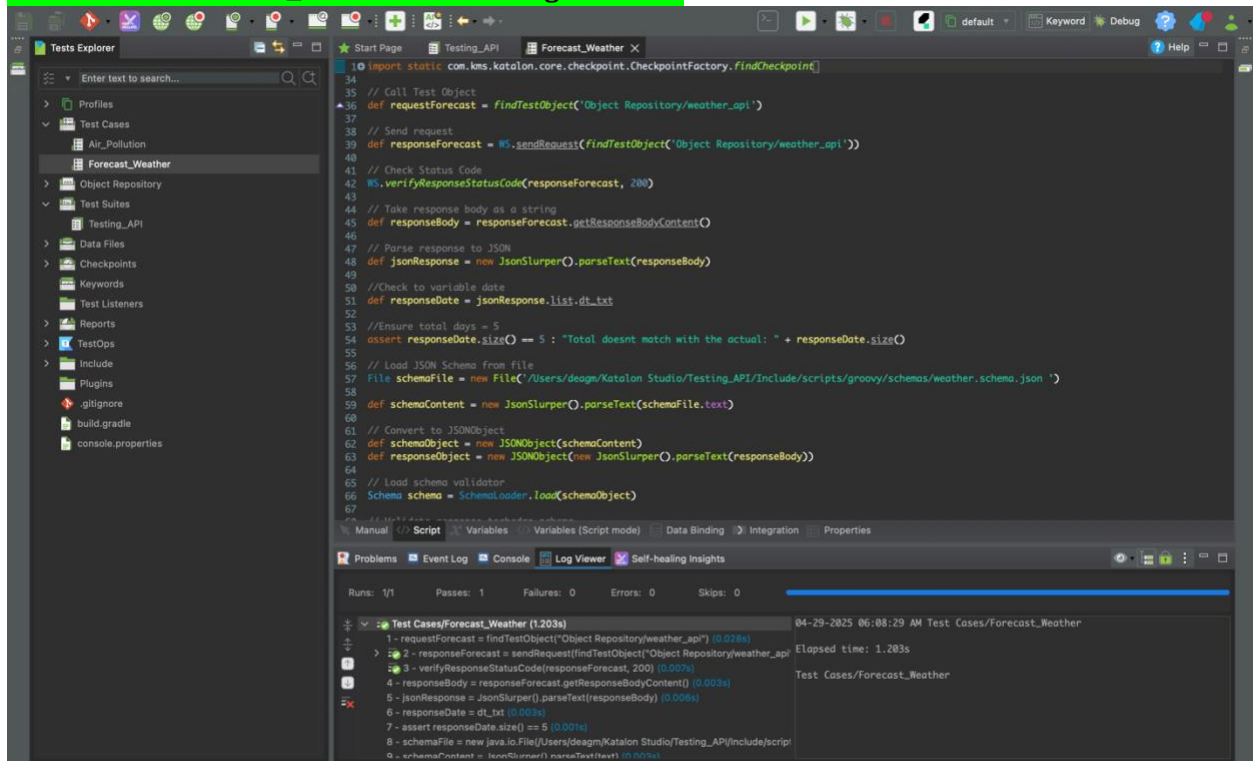 default
Keyword
Debug
Tests Explorer
Start Page
Testing_API
Forecast_Weather
Help
Enter text to search...
Profiles
Test Cases
Air_Pollution
Forecast_Weather
Object Repository
Test Suites
Testing_API
Data Files
Checkpoints
Keywords
Test Listeners
Reports
TestOps
Include
Plugins
.gitignore
build.gradle
console.properties
1 import static com.kms.katalon.core.checkpoint.CheckpointFactory.findCheckpoint
34
35 // Call Test Object
36 def requestForecast = findTestObject('Object Repository/weather_api')
37
38 // Send request
39 def responseForecast = WS.sendRequest(findTestObject('Object Repository/weather_api'))
40
41 // Check Status Code
42 WS.verifyResponseStatusCode(responseForecast, 200)
43
44 // Take response body as a string
45 def responseBody = responseForecast.getResponseBodyContent()
46
47 // Parse response to JSON
48 def jsonResponse = new JsonSlurper().parseText(responseBody)
49
50 //Check to variable date
51 def responseDate = jsonResponse.list.dt_txt
52
53 //Ensure total days = 5
54 assert responseDate.size() == 5 : "Total doesnt match with the actual: " + responseDate.size()
55
56 // Load JSON Schema from file
57 File schemaFile = new File('/Users/deagm/Katalon Studio/Testing_API/Include/scripts/groovy/schemas/weather.schema.json ')
58
59 def schemaContent = new JsonSlurper().parseText(schemaFile.text)
60
61 // Convert to JSONObject
62 def schemaObject = new JSONObject(schemaContent)
63 def responseObject = new JSONObject(new JsonSlurper().parseText(responseBody))
64
65 // Load schema validator
66 Schema schema = SchemaLoader.load(schemaObject)
67
Manual Script Variables Variables (Script mode) Data Binding Integration Properties
Problems Event Log Console Log Viewer Self-healing Insights
Runs: 1/1 Passes: 1 Failures: 0 Errors: 0 Skips: 0
Test Cases/Forecast_Weather (1.203s)
1 - requestForecast = findTestObject("Object Repository/weather_api") (0.028s)
2 - responseForecast = sendRequest(findTestObject("Object Repository/weather_api'
3 - verifyResponseStatusCode(responseForecast, 200) (0.007s)
4 - responseBody = responseForecast.getResponseBodyContent() (0.003s)
5 - jsonResponse = JsonSlurper().parseText(responseBody) (0.006s)
6 - responseDate = dt_txt (0.003s)
7 - assert responseDate.size() == 5 (0.001s)
8 - schemaFile = new java.io.File(/Users/deagm/Katalon Studio/Testing_API/Include/script
9 - schemaContent = JsonSlurper().parseText(text) (0.003s)
04-29-2025 06:08:29 AM Test Cases/Forecast_Weather
Elapsed time: 1.203s
Test Cases/Forecast_Weather